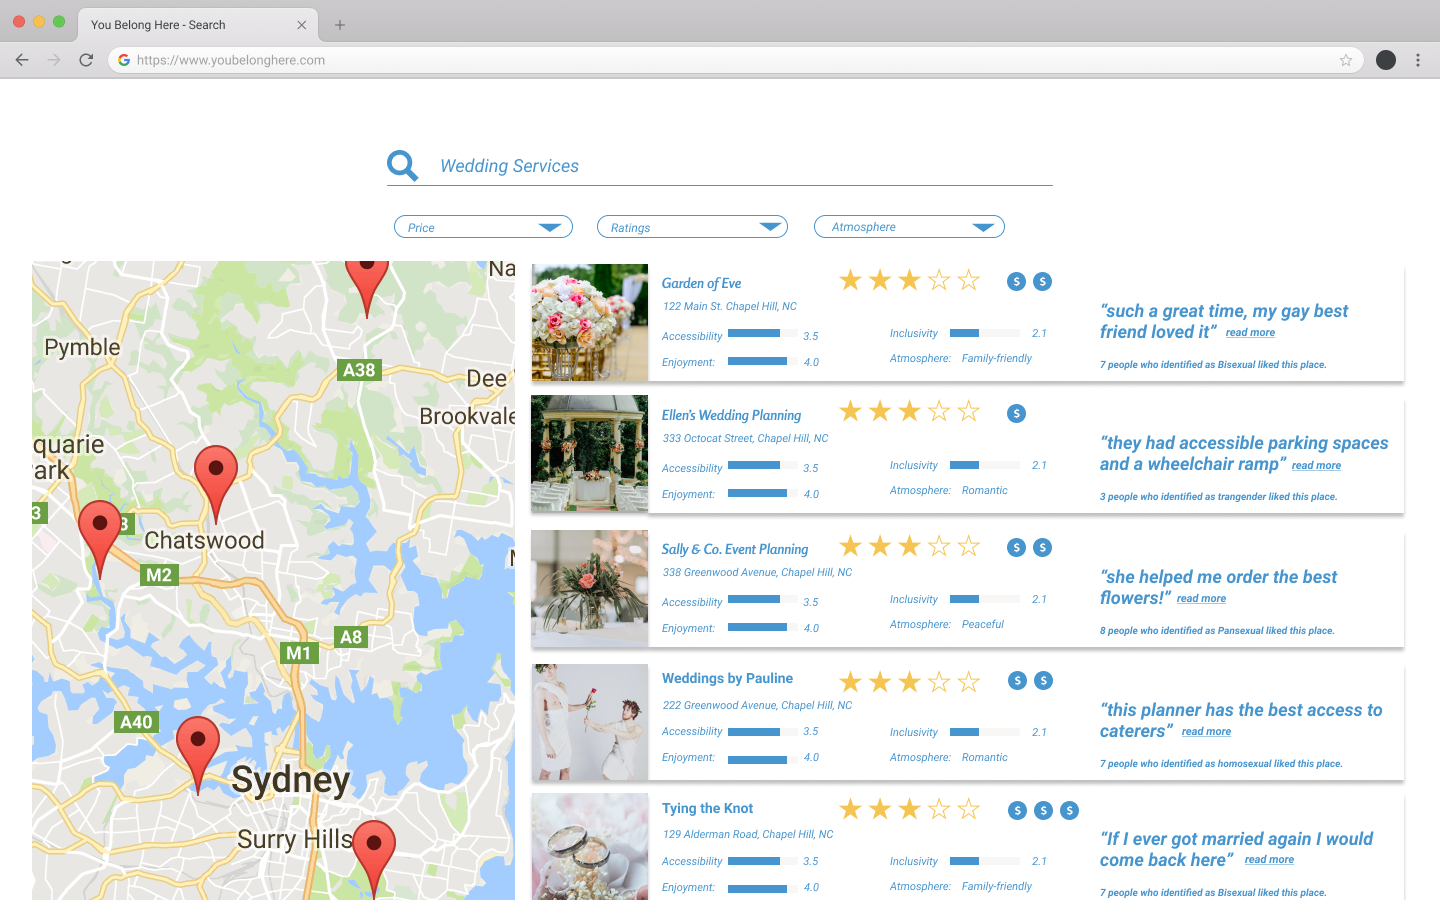 You Belong Here - Search
https://www.youbelonghere.com
Wedding Services
Price
Ratings
Atmosphere
Na
Pymble
A38
Dee
Brookvale
quarie
ark
3
3
Chatswood
M2
A8
M1
A40
Sydney
Surry Hills
Garden of Eve
122 Main St. Chapel Hill, NC
Accessibility 3.5
Enjoyment: 4.0
Inclusivity 2.1
Atmosphere: Family-friendly
“such a great time, my gay best
friend loved it” read more
7 people who identified as Bisexual liked this place.
Ellen's Wedding Planning
333 Octocat Street, Chapel Hill, NC
Accessibility 3.5
Enjoyment: 4.0
Inclusivity 2.1
Atmosphere: Romantic
“they had accessible parking spaces
and a wheelchair ramp” read more
3 people who identified as trangender liked this place.
Sally & Co. Event Planning
338 Greenwood Avenue, Chapel Hill, NC
Accessibility 3.5
Enjoyment: 4.0
Inclusivity 2.1
Atmosphere: Peaceful
“she helped me order the best
flowers!” read more
8 people who identified as Pansexual liked this place.
Weddings by Pauline
222 Greenwood Avenue, Chapel Hill, NC
Accessibility 3.5
Enjoyment: 4.0
Inclusivity 2.1
Atmosphere: Romantic
“this planner has the best access to
caterers” read more
7 people who identified as homosexual liked this place.
Tying the Knot
129 Alderman Road, Chapel Hill, NC
Accessibility 3.5
Enjoyment: 4.0
Inclusivity 2.1
Atmosphere: Family-friendly
“If I ever got married again I would
come back here” read more
7 people who identified as Bisexual liked this place.